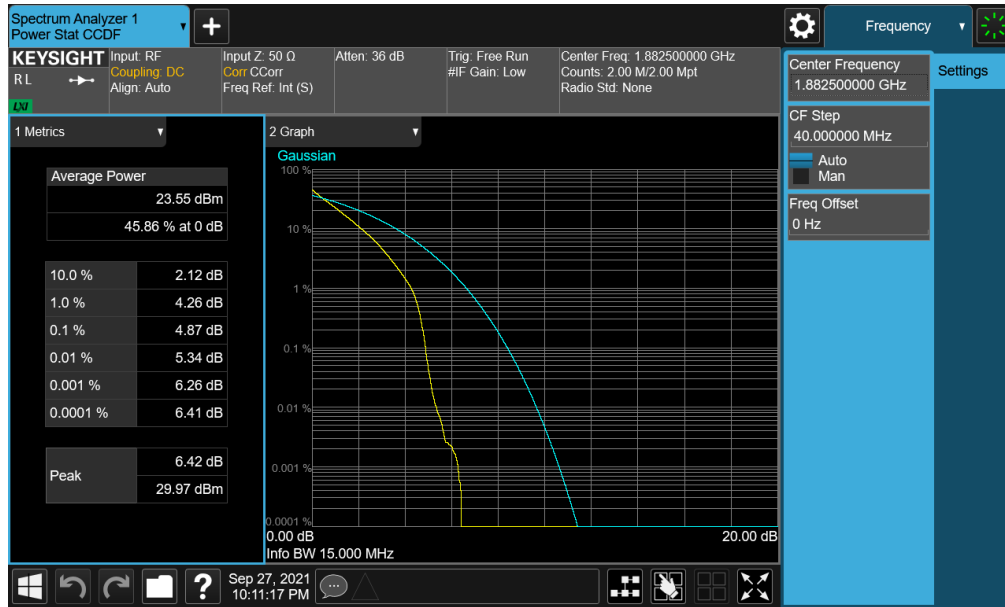 Spectrum Analyzer 1
Power Stat CCDF
Frequency
KEYSIGHT
R L
LXI
Input: RF
Coupling: DC
Align: Auto
Input Z: 50 Ω
Corr CCorr
Freq Ref: Int (S)
Atten: 36 dB
Trig: Free Run
#IF Gain: Low
Center Freq: 1.882500000 GHz
Counts: 2.00 M/2.00 Mpt
Radio Std: None
Center Frequency
1.882500000 GHz
Settings
CF Step
40.000000 MHz
Auto
Man
Freq Offset
0 Hz
1 Metrics
Average Power
23.55 dBm
45.86 % at 0 dB
10.0 % 2.12 dB
1.0 % 4.26 dB
0.1 % 4.87 dB
0.01 % 5.34 dB
0.001 % 6.26 dB
0.0001 % 6.41 dB
Peak
6.42 dB
29.97 dBm
2 Graph
Gaussian
100 %
10 %
1 %
0.1 %
0.01 %
0.001 %
0.0001 %
0.00 dB 20.00 dB
Info BW 15.000 MHz
?
Sep 27, 2021
10:11:17 PM